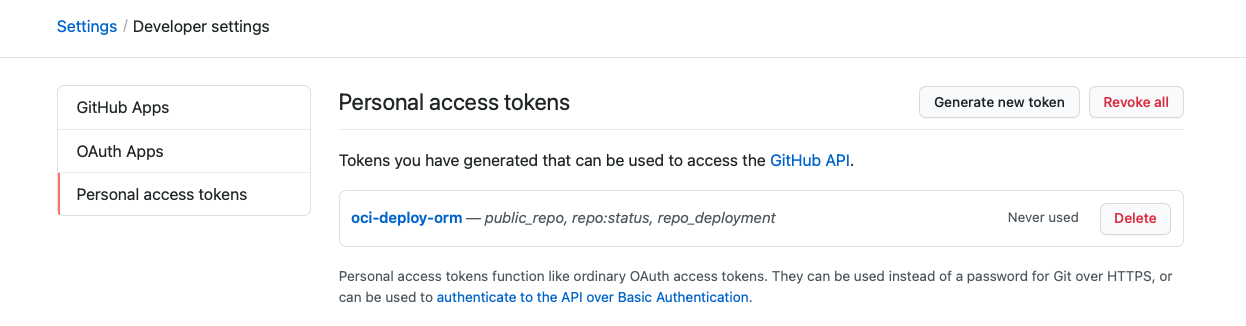 Settings / Developer settings
GitHub Apps
OAuth Apps
Personal access tokens
Personal access tokens
Generate new token
Revoke all
Tokens you have generated that can be used to access the GitHub API.
oci-deploy-orm — public_repo, repo:status, repo_deployment
Never used
Delete
Personal access tokens function like ordinary OAuth access tokens. They can be used instead of a password for Git over HTTPS, or
can be used to authenticate to the API over Basic Authentication.